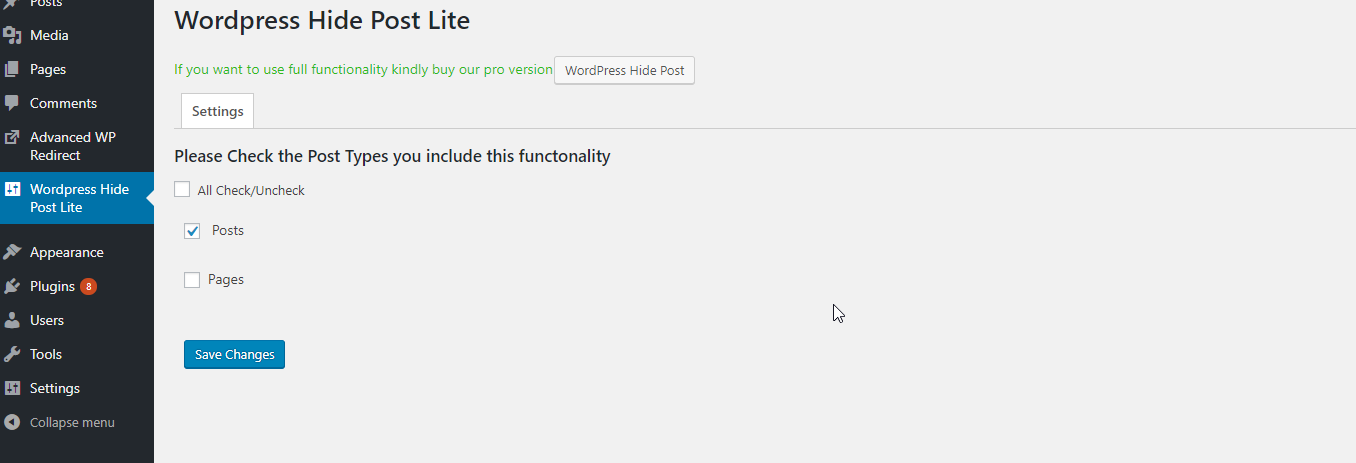 Posts
Media
Pages
Comments
Advanced WP
Redirect
Wordpress Hide
Post Lite
Appearance
Plugins 8
Users
Tools
Settings
Collapse menu
Wordpress Hide Post Lite
If you want to use full functionality kindly buy our pro version WordPress Hide Post
Settings
Please Check the Post Types you include this functonality
All Check/Uncheck
Posts
Pages
Save Changes